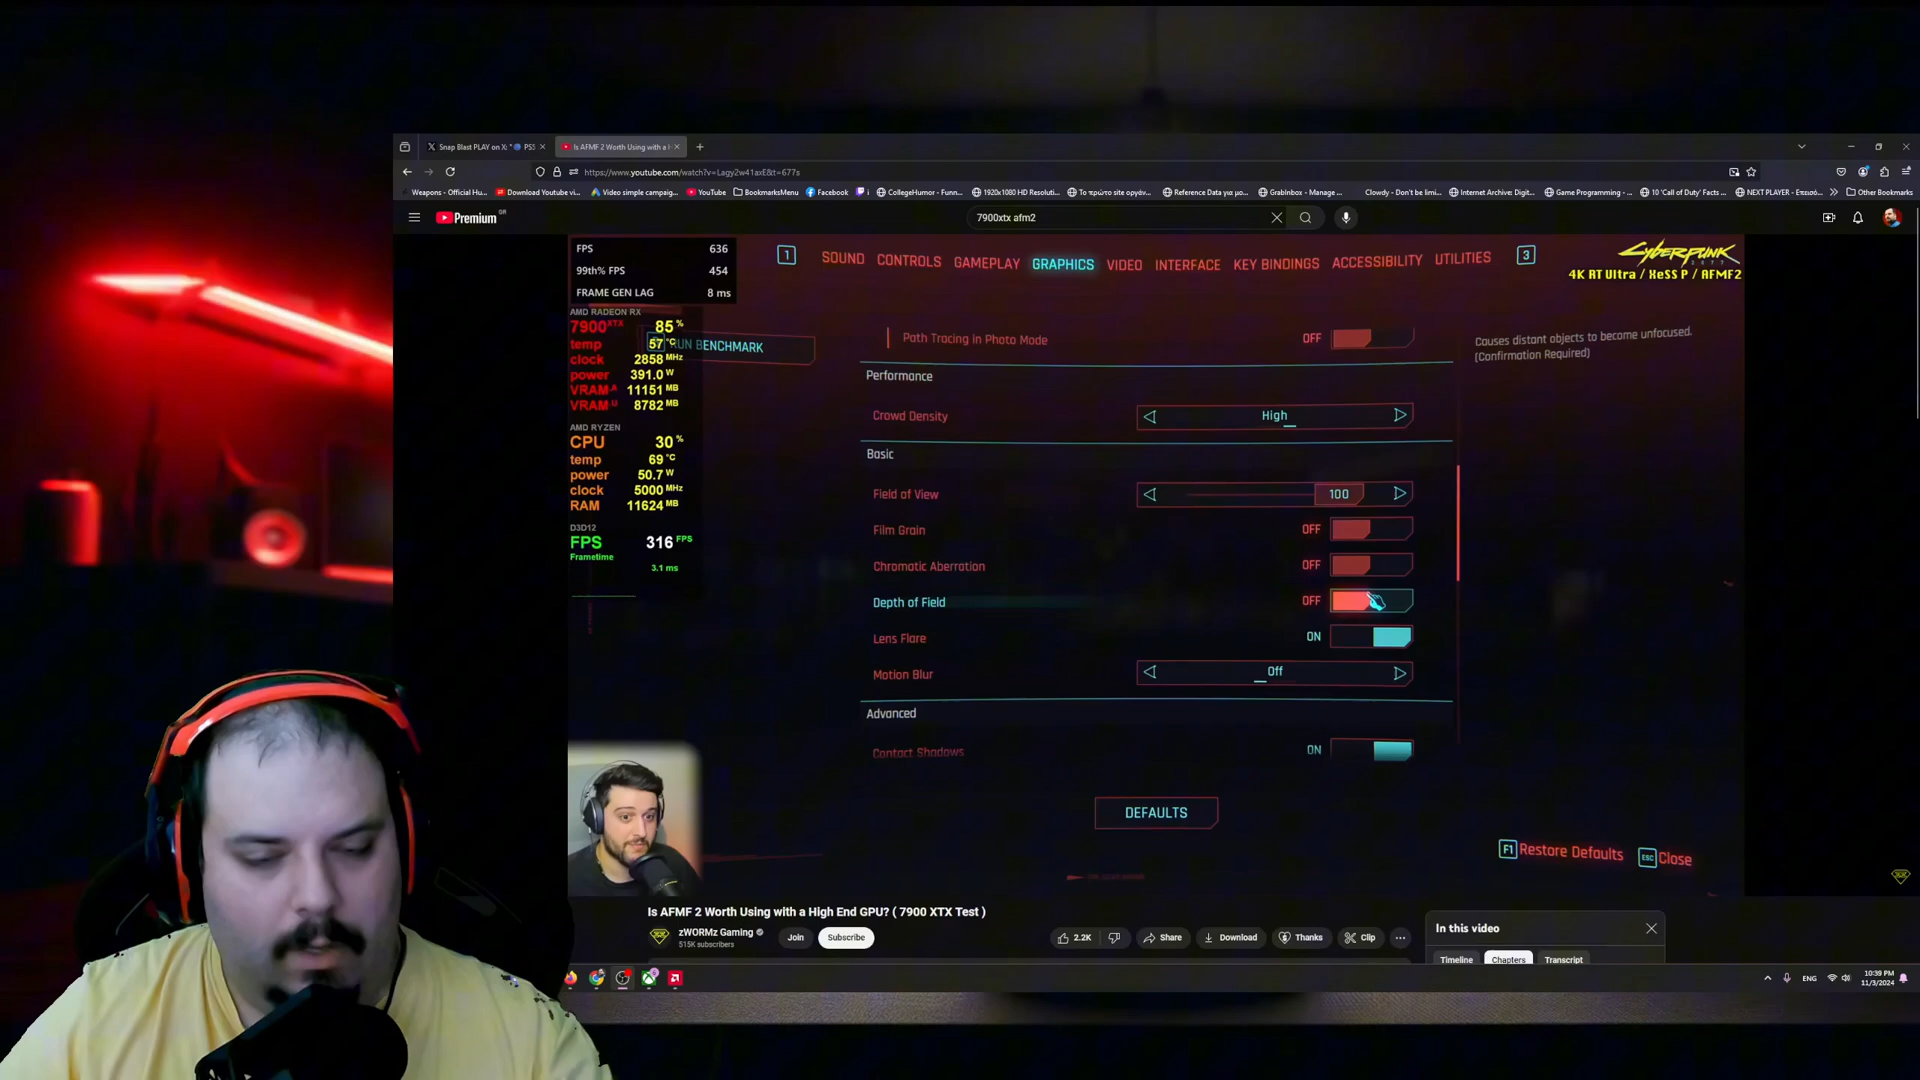 Snap Blast PLAY on X: "🔵 PS5
Is AFMF 2 Worth Using with a H
https://www.youtube.com/watch?v=Lagy2w41axE&t=677s
Weapons - Official Hu...
Download Youtube vi...
Video simple campaig...
YouTube
BookmarksMenu
Facebook
CollegeHumor - Funn...
1920x1080 HD Resoluti...
Το πρώτο site οργάν...
Reference Data για μο...
GrabInbox - Manage ...
Clowdy - Don't be limi...
Internet Archive: Digit...
Game Programming - ...
10 'Call of Duty' Facts ...
NEXT PLAYER - Επεισό...
Other Bookmarks
Premium GR
7900xtx afm2
FPS 636
99th% FPS 454
FRAME GEN LAG 8 ms
1 SOUND CONTROLS GAMEPLAY GRAPHICS VIDEO INTERFACE KEY BINDINGS ACCESSIBILITY UTILITIES 3
CYBERPUNK
4K RT Ultra / XeSS P / AFMF2
AMD RADEON RX
7900XTX 85 %
temp 57 °C
clock 2858 MHz
power 391.0 W
VRAM A 11151 MB
VRAM U 8782 MB
AMD RYZEN
CPU 30 %
temp 69 °C
power 50.7 W
clock 5000 MHz
RAM 11624 MB
D3D12
FPS 316 FPS
Frametime
3.1 ms
RUN BENCHMARK
Path Tracing in Photo Mode OFF
Performance
Crowd Density High
Basic
Field of View 100
Film Grain OFF
Chromatic Aberration OFF
Depth of Field OFF
Lens Flare ON
Motion Blur Off
Advanced
Contact Shadows ON
Causes distant objects to become unfocused.
(Confirmation Required)
DEFAULTS
F1 Restore Defaults ESC Close
Is AFMF 2 Worth Using with a High End GPU? ( 7900 XTX Test )
zWORMz Gaming
515K subscribers
Join
Subscribe
2.2K
Share
Download
Thanks
Clip
In this video
Timeline
Chapters
Transcript
ENG
10:39 PM
11/3/2024